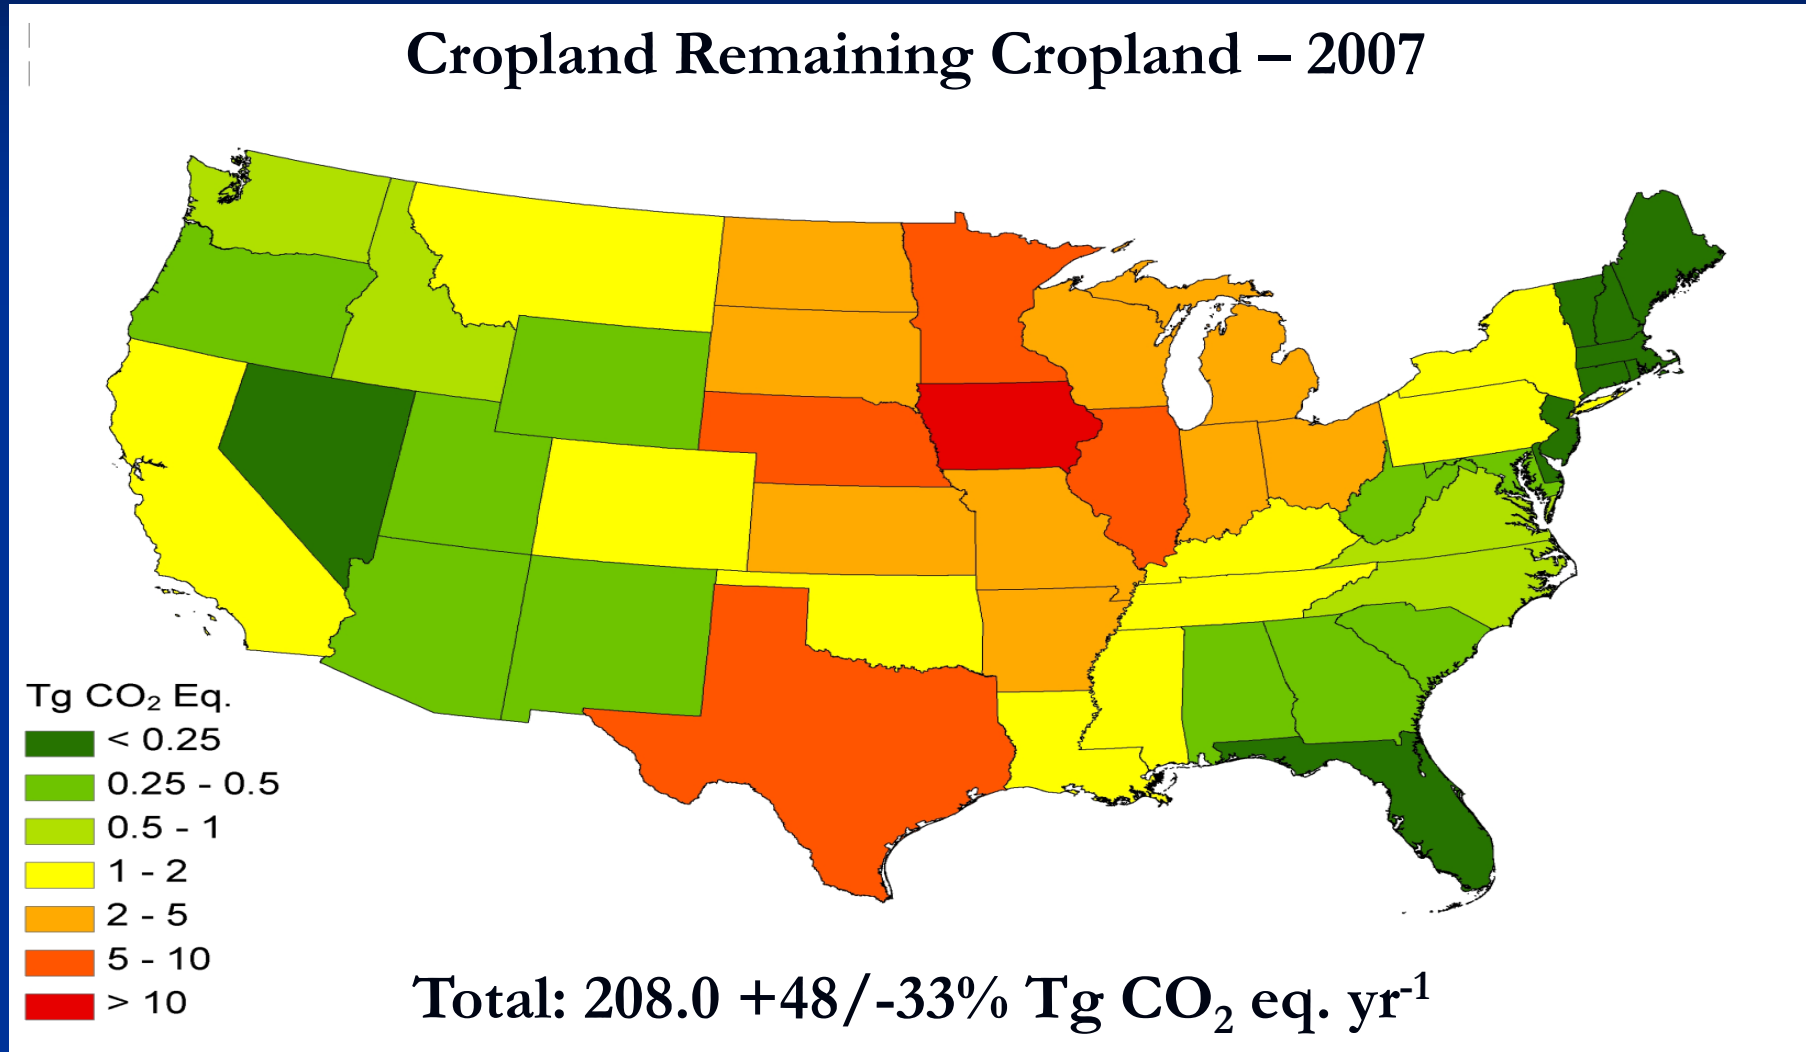 Cropland Remaining Cropland – 2007
Tg CO₂ Eq.
< 0.25
0.25 - 0.5
0.5 - 1
1 - 2
2 - 5
5 - 10
> 10
Total: 208.0 +48/-33% Tg CO₂ eq. yr⁻¹